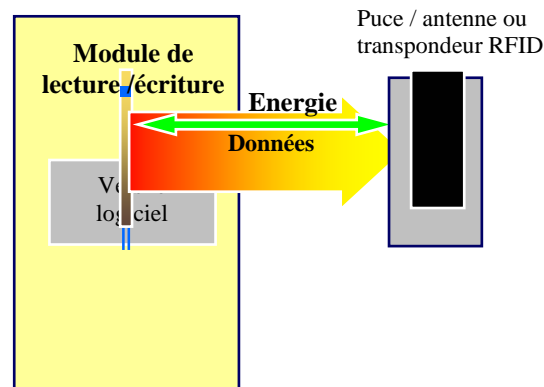 Puce / antenne ou
transpondeur RFID
Module de
lecture /écriture
Energie
Données
logiciel